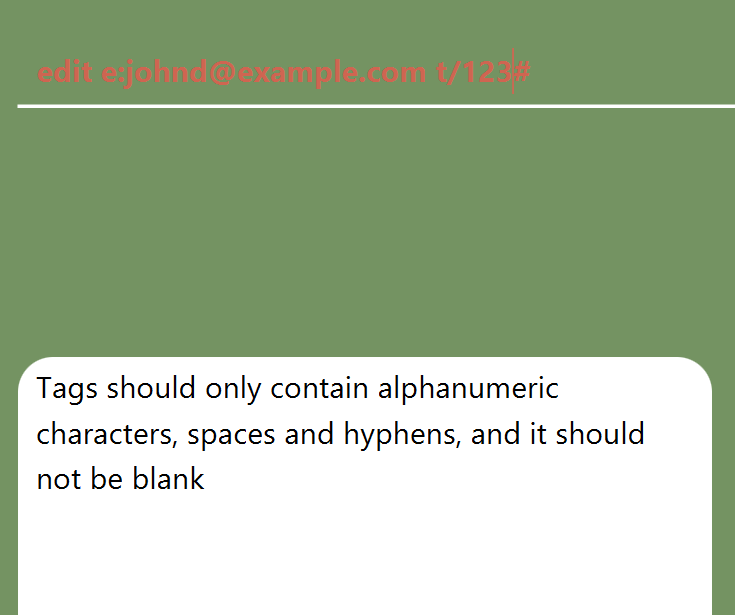 edit e:johnd@example.com t/123#
Tags should only contain alphanumeric
characters, spaces and hyphens, and it should
not be blank